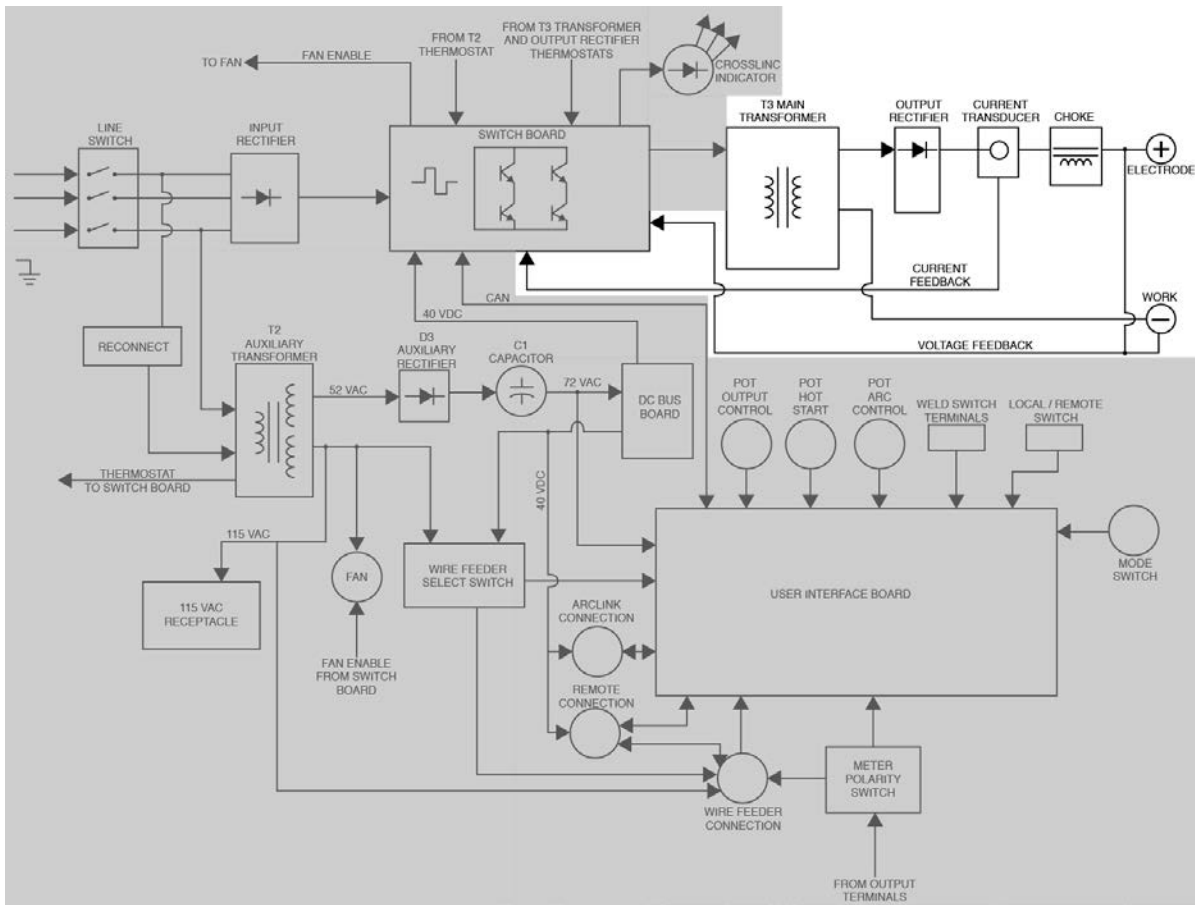 FROM T2
THERMOSTAT
FROM T3 TRANSFORMER
AND OUTPUT RECTIFIER
THERMOSTATS
TO FAN
FAN ENABLE
CROSSLINC
INDICATOR
LINE
SWITCH
INPUT
RECTIFIER
SWITCH BOARD
T3 MAIN
TRANSFORMER
OUTPUT
RECTIFIER
CURRENT
TRANSDUCER
CHOKE
+
ELECTRODE
CURRENT
FEEDBACK
CAN
40 VDC
WORK
−
VOLTAGE FEEDBACK
RECONNECT
T2
AUXILIARY
TRANSFORMER
D3
AUXILIARY
RECTIFIER
C1
CAPACITOR
52 VAC
72 VAC
DC BUS
BOARD
POT
OUTPUT
CONTROL
POT
HOT
START
POT
ARC
CONTROL
WELD SWITCH
TERMINALS
LOCAL / REMOTE
SWITCH
THERMOSTAT
TO SWITCH BOARD
40 VDC
115 VAC
115 VAC
RECEPTACLE
FAN
WIRE FEEDER
SELECT SWITCH
USER INTERFACE BOARD
MODE
SWITCH
ARCLINK
CONNECTION
FAN ENABLE
FROM SWITCH
BOARD
REMOTE
CONNECTION
METER
POLARITY
SWITCH
WIRE FEEDER
CONNECTION
FROM OUTPUT
TERMINALS